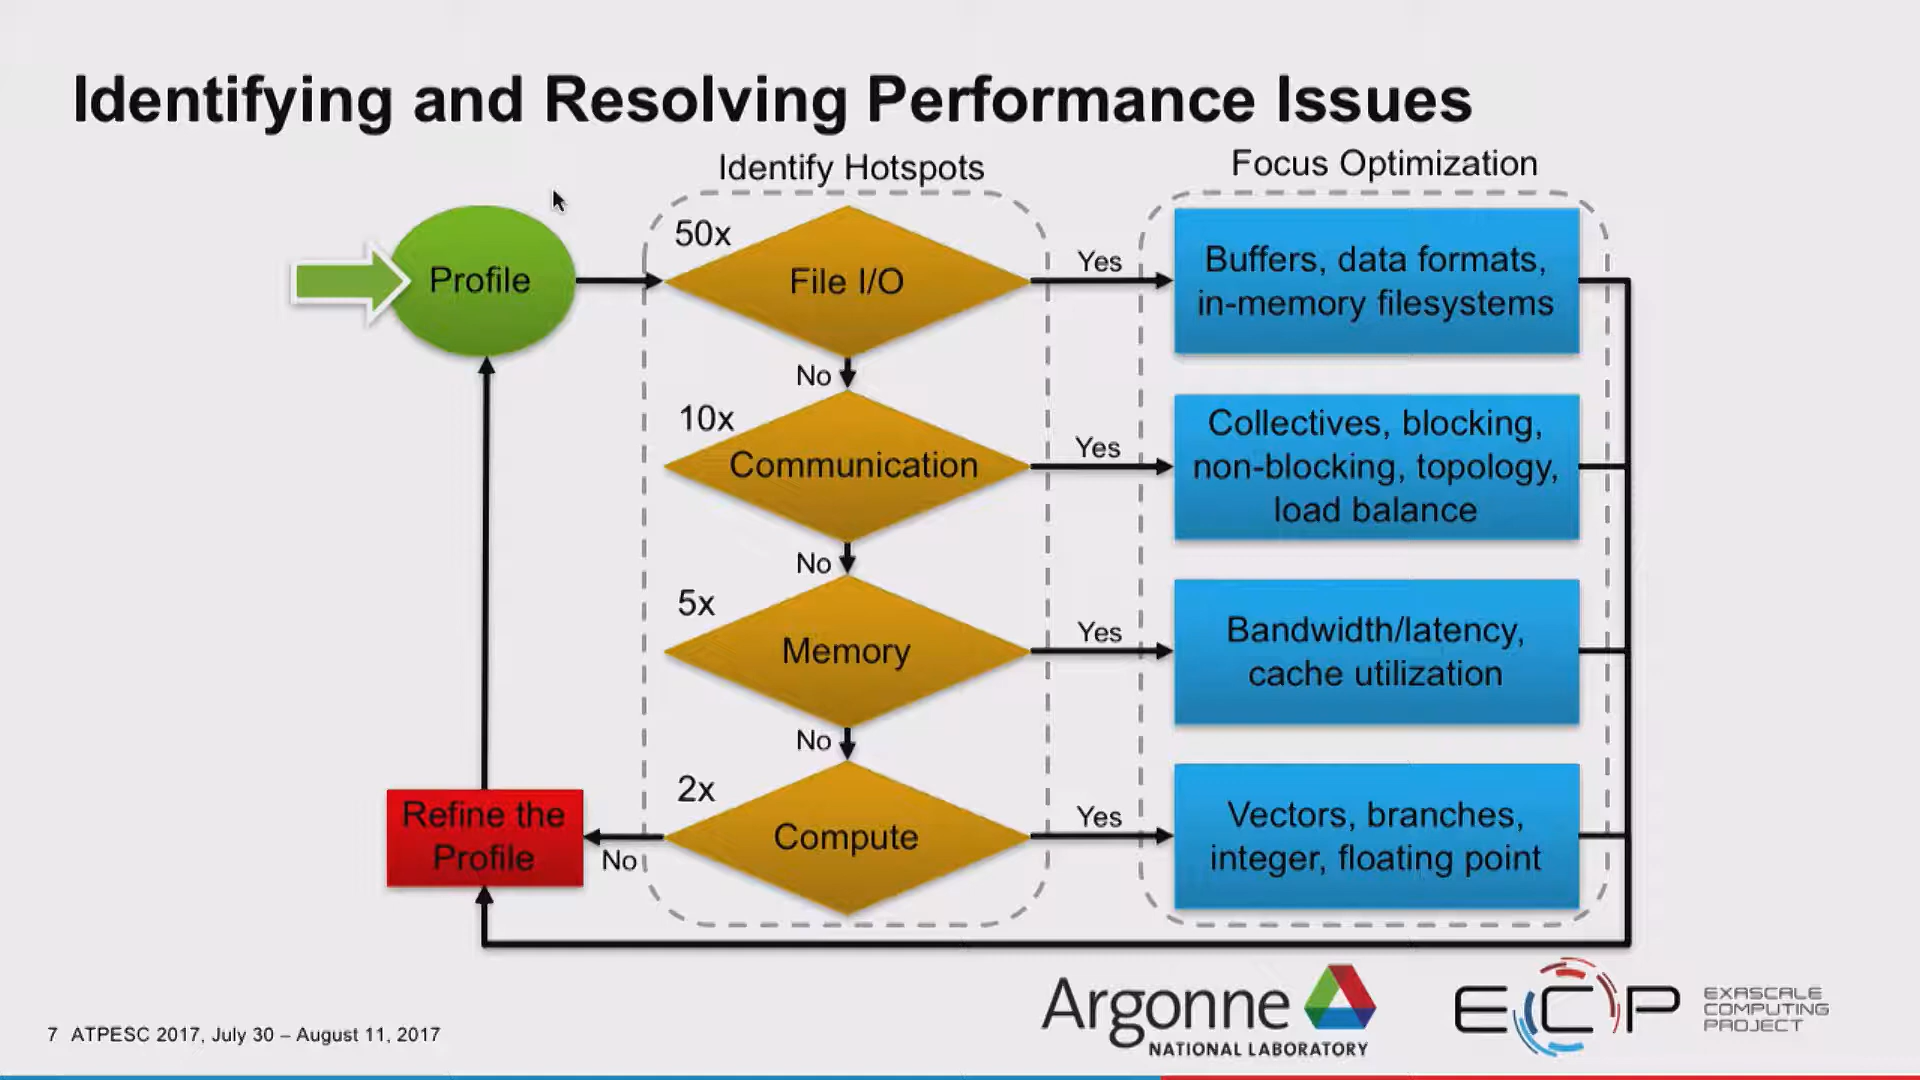 Identifying and Resolving Performance Issues
Identify Hotspots
Focus Optimization
Profile
50x
File I/O
Yes
Buffers, data formats,
in-memory filesystems
No
10x
Communication
Yes
Collectives, blocking,
non-blocking, topology,
load balance
No
5x
Memory
Yes
Bandwidth/latency,
cache utilization
No
2x
Compute
Yes
Vectors, branches,
integer, floating point
No
Refine the
Profile
Argonne
NATIONAL LABORATORY
ECP
EXASCALE
COMPUTING
PROJECT
7 ATPESC 2017, July 30 – August 11, 2017